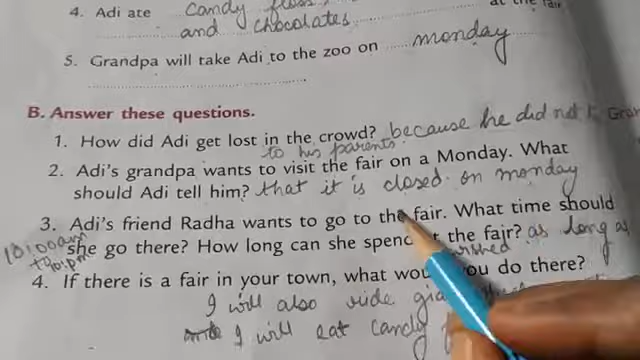 at the fair
4. Adi ate candy floss,
and chocolates
5. Grandpa will take Adi to the zoo on monday
B. Answer these questions.
1. How did Adi get lost in the crowd? because he did not
to his parents.
2. Adi's grandpa wants to visit the fair on a Monday. What
should Adi tell him? that it is closed on monday
3. Adi's friend Radha wants to go to the fair. What time should
she go there? How long can she spend at the fair? as long as
4. If there is a fair in your town, what would you do there?
I will also ride
I will eat candy